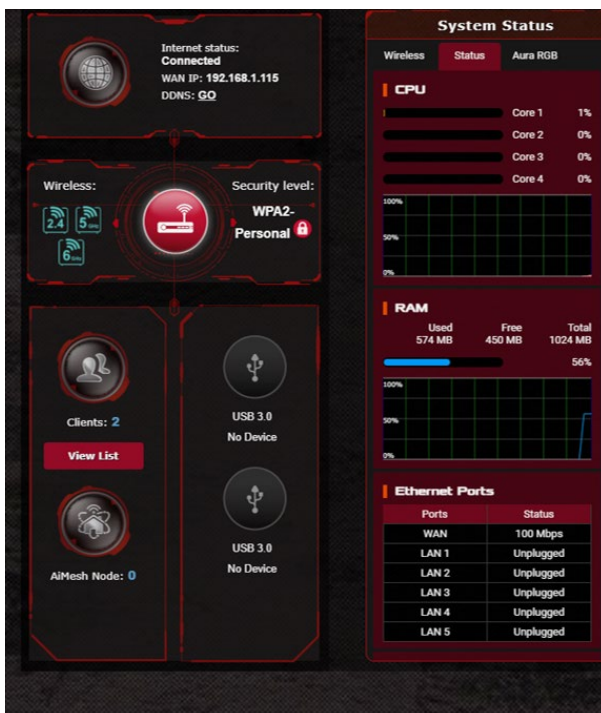 Internet status:
Connected
WAN IP: 192.168.1.115
DDNS: GO
Wireless:
2.4
5 GHz
6 GHz
Security level:
WPA2-
Personal
Clients: 2
View List
AiMesh Node: 0
USB 3.0
No Device
USB 3.0
No Device
System Status
Wireless Status Aura RGB
CPU
Core 1 1%
Core 2 0%
Core 3 0%
Core 4 0%
100%
50%
0%
RAM
Used Free Total
574 MB 450 MB 1024 MB
56%
100%
50%
0%
Ethernet Ports
Ports Status
WAN 100 Mbps
LAN 1 Unplugged
LAN 2 Unplugged
LAN 3 Unplugged
LAN 4 Unplugged
LAN 5 Unplugged